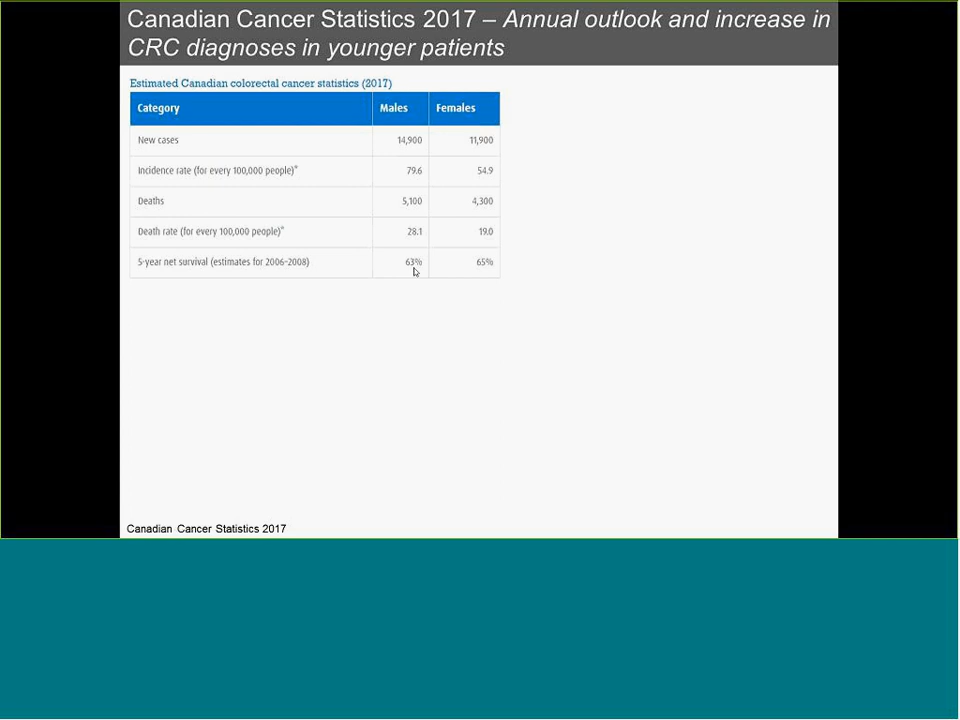 Canadian Cancer Statistics 2017 – Annual outlook and increase in
CRC diagnoses in younger patients
Estimated Canadian colorectal cancer statistics (2017)
Category Males Females
New cases 14,900 11,900
Incidence rate (for every 100,000 people)* 79.6 54.9
Deaths 5,100 4,300
Death rate (for every 100,000 people)* 28.1 19.0
5-year net survival (estimates for 2006–2008) 63% 65%
Canadian Cancer Statistics 2017